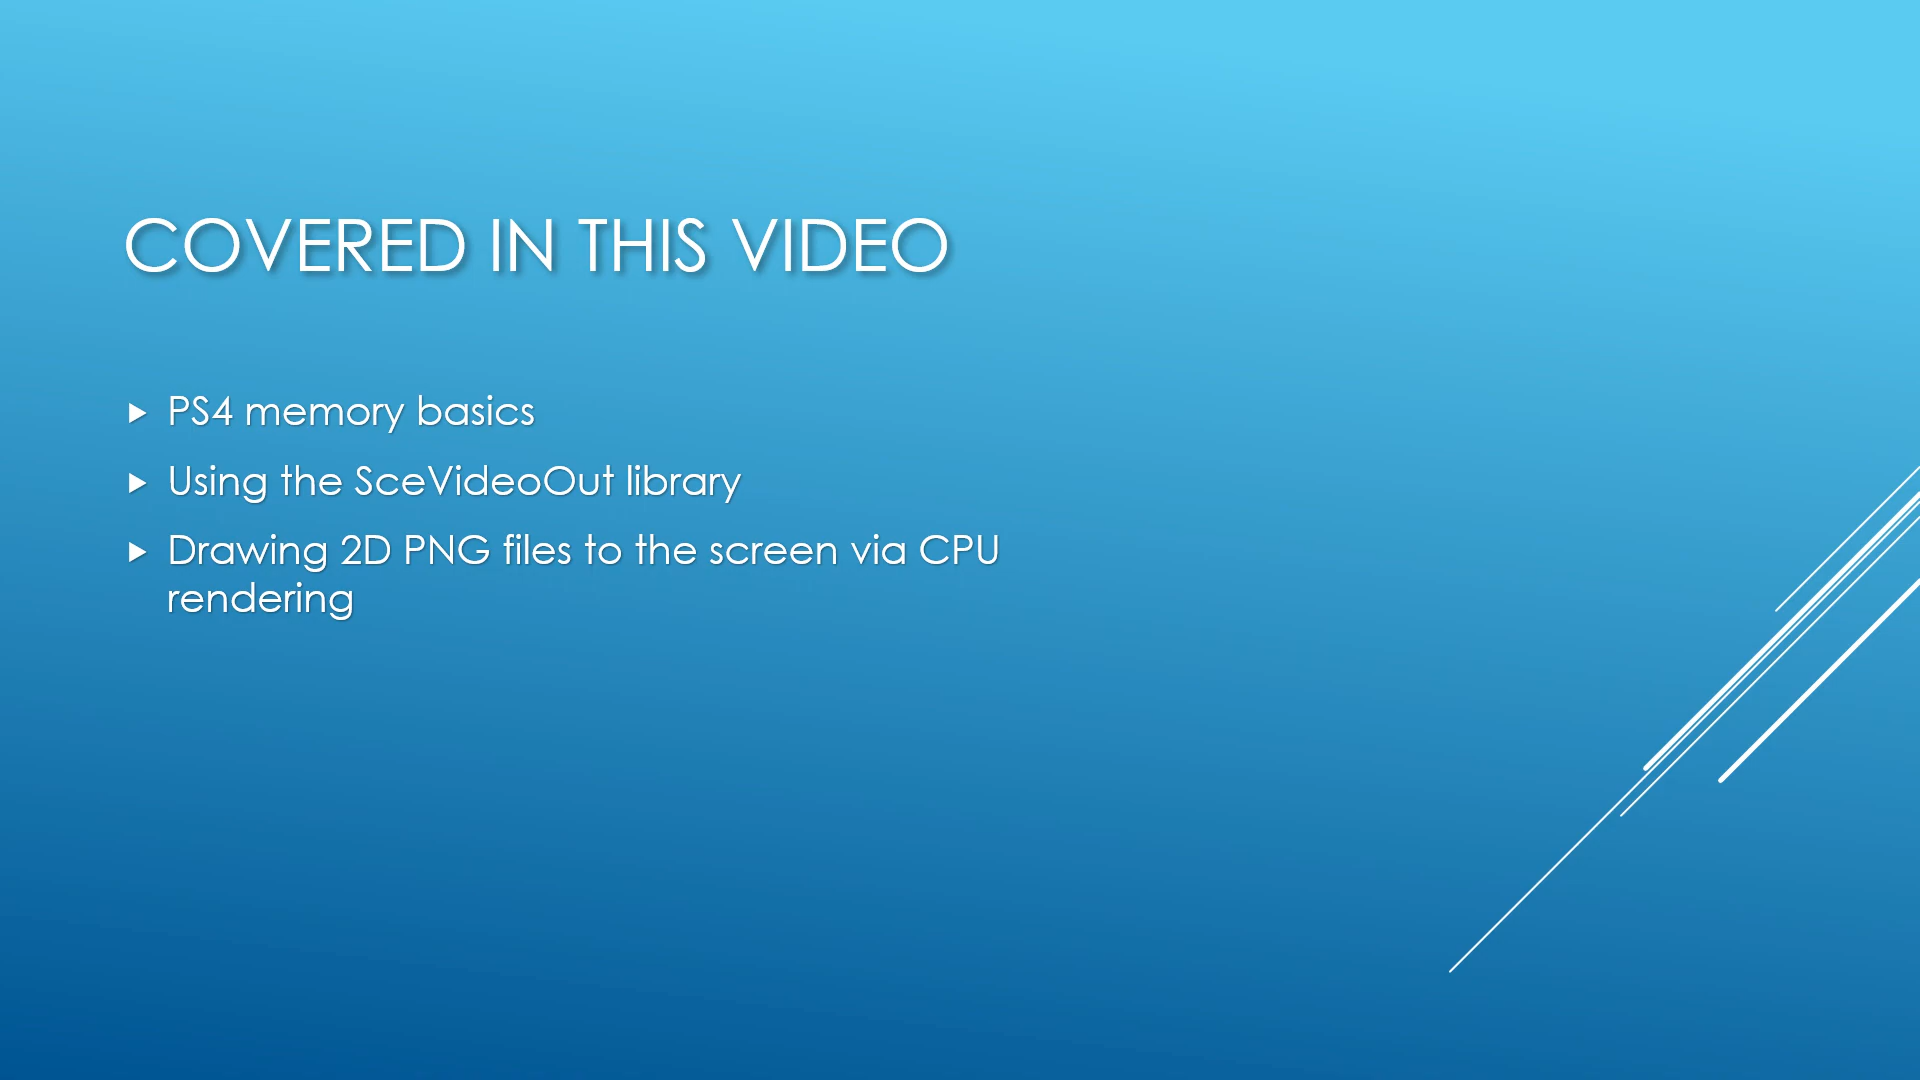 COVERED IN THIS VIDEO
PS4 memory basics
Using the SceVideoOut library
Drawing 2D PNG files to the screen via CPU
rendering